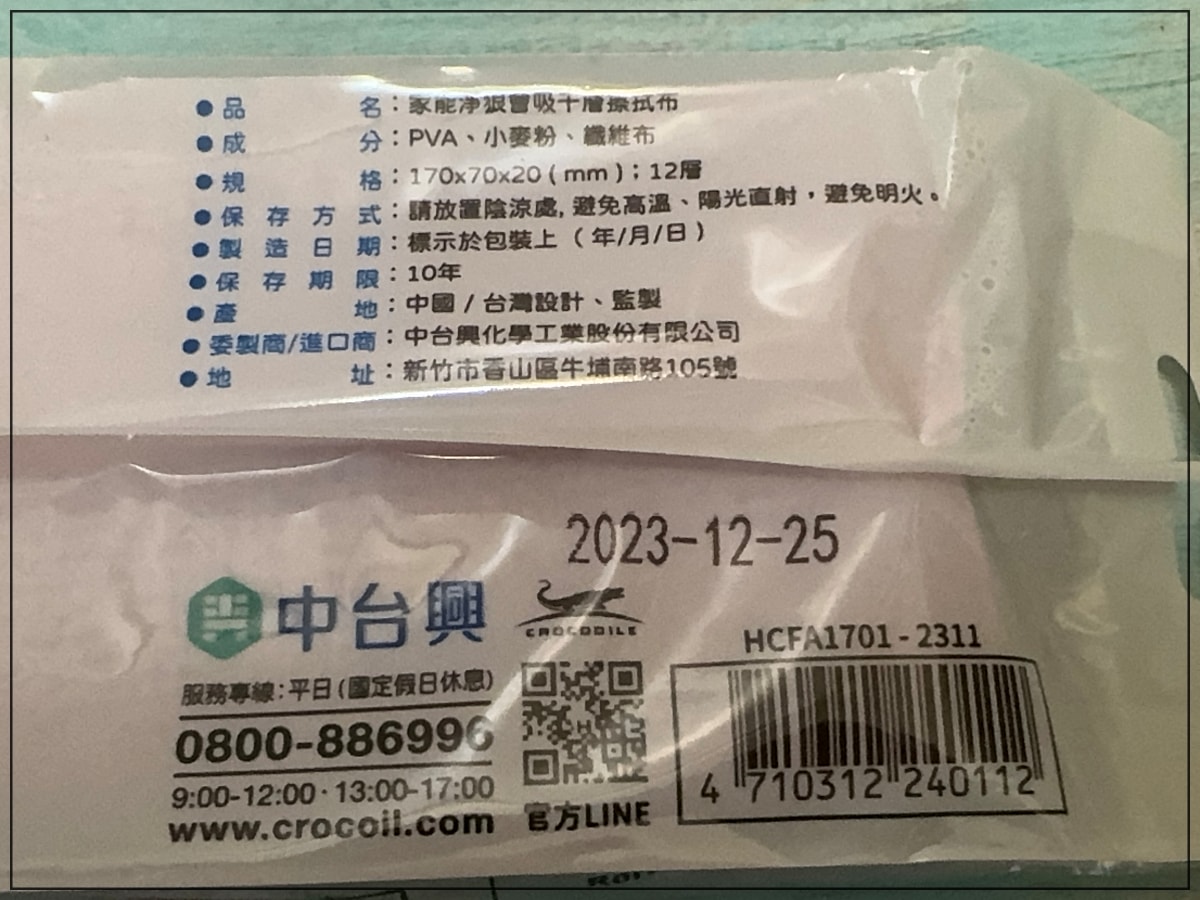 ●品名：家能淨狠會吸十層擦拭布
●成分：PVA、小麥粉、纖維布
●規格：170x70x20 ( mm )；12層
●保存方式：請放置陰涼處, 避免高溫、陽光直射，避免明火。
●製造日期：標示於包裝上（年/月/日）
●保存期限：10年
●產地：中國 / 台灣設計、監製
●委製商/進口商：中台興化學工業股份有限公司
●地址：新竹市香山區牛埔南路105號
2023-12-25
中台興
CROCODILE
HCFA1701 - 2311
服務專線：平日(國定假日休息)
0800-886996
9:00-12:00 · 13:00-17:00
www.crocoil.com
官方LINE
4 710312 240112